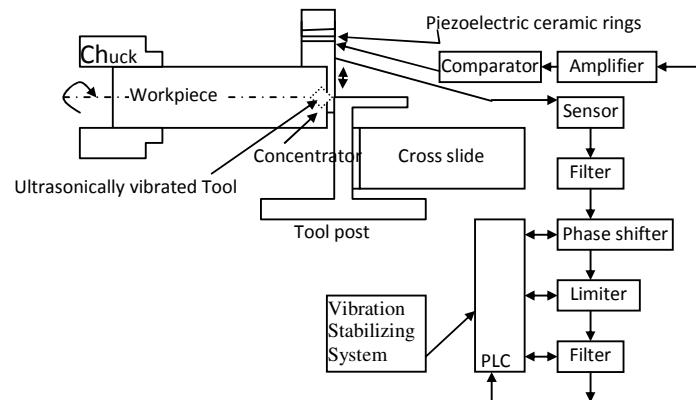 Piezoelectric ceramic rings
Chuck
Comparator
Amplifier
Workpiece
Sensor
Concentrator
Cross slide
Ultrasonically vibrated Tool
Filter
Tool post
Phase shifter
Vibration
Stabilizing
System
Limiter
PLC
Filter